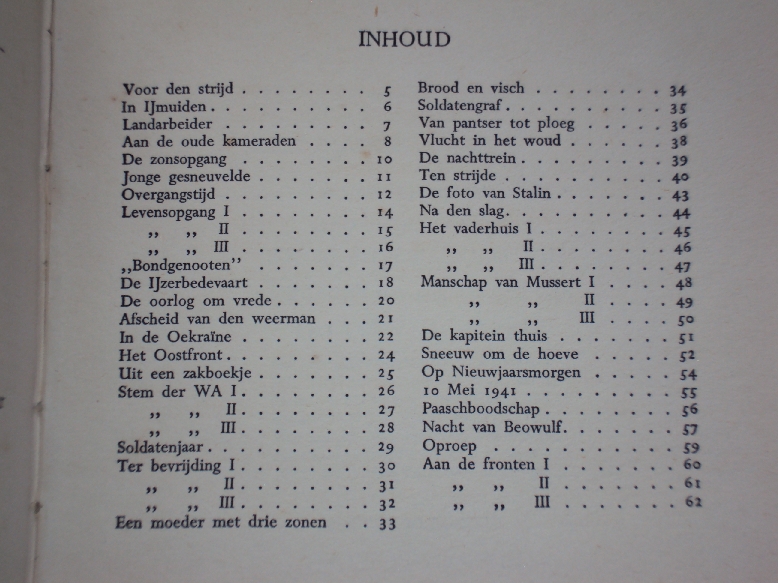 INHOUD
Voor den strijd . . . . . . . . 5
In IJmuiden . . . . . . . . . 6
Landarbeider . . . . . . . . . 7
Aan de oude kameraden . . . . 8
De zonsopgang . . . . . . . . 10
Jonge gesneuvelde . . . . . . . 11
Overgangstijd . . . . . . . . . 12
Levensopgang I . . . . . . . . 14
„ „ II . . . . . . . . 15
„ „ III . . . . . . . . 16
„Bondgenooten” . . . . . . . 17
De IJzerbedevaart . . . . . . . 18
De oorlog om vrede . . . . . . 20
Afscheid van den weerman . . . 21
In de Oekraïne . . . . . . . . 22
Het Oostfront . . . . . . . . . 24
Uit een zakboekje . . . . . . . 25
Stem der WA I . . . . . . . . 26
„ „ II . . . . . . . . 27
„ „ III . . . . . . . . 28
Soldatenjaar . . . . . . . . . . 29
Ter bevrijding I . . . . . . . . 30
„ „ II . . . . . . . . 31
„ „ III . . . . . . . . 32
Een moeder met drie zonen . . 33
Brood en visch . . . . . . . . 34
Soldatengraf . . . . . . . . . . 35
Van pantser tot ploeg . . . . . 36
Vlucht in het woud . . . . . . 38
De nachttrein . . . . . . . . . 39
Ten strijde . . . . . . . . . . 40
De foto van Stalin . . . . . . . 43
Na den slag . . . . . . . . . . 44
Het vaderhuis I . . . . . . . . 45
„ „ II . . . . . . . . 46
„ „ III . . . . . . . . 47
Manschap van Mussert I . . . . 48
„ „ II . . . . 49
„ „ III . . . . 50
De kapitein thuis . . . . . . . 51
Sneeuw om de hoeve . . . . . 52
Op Nieuwjaarsmorgen . . . . . 54
10 Mei 1941 . . . . . . . . . 55
Paaschboodschap . . . . . . . . 56
Nacht van Beowulf . . . . . . . 57
Oproep . . . . . . . . . . . 59
Aan de fronten I . . . . . . . 60
„ „ II . . . . . . . 61
„ „ III . . . . . . . 62